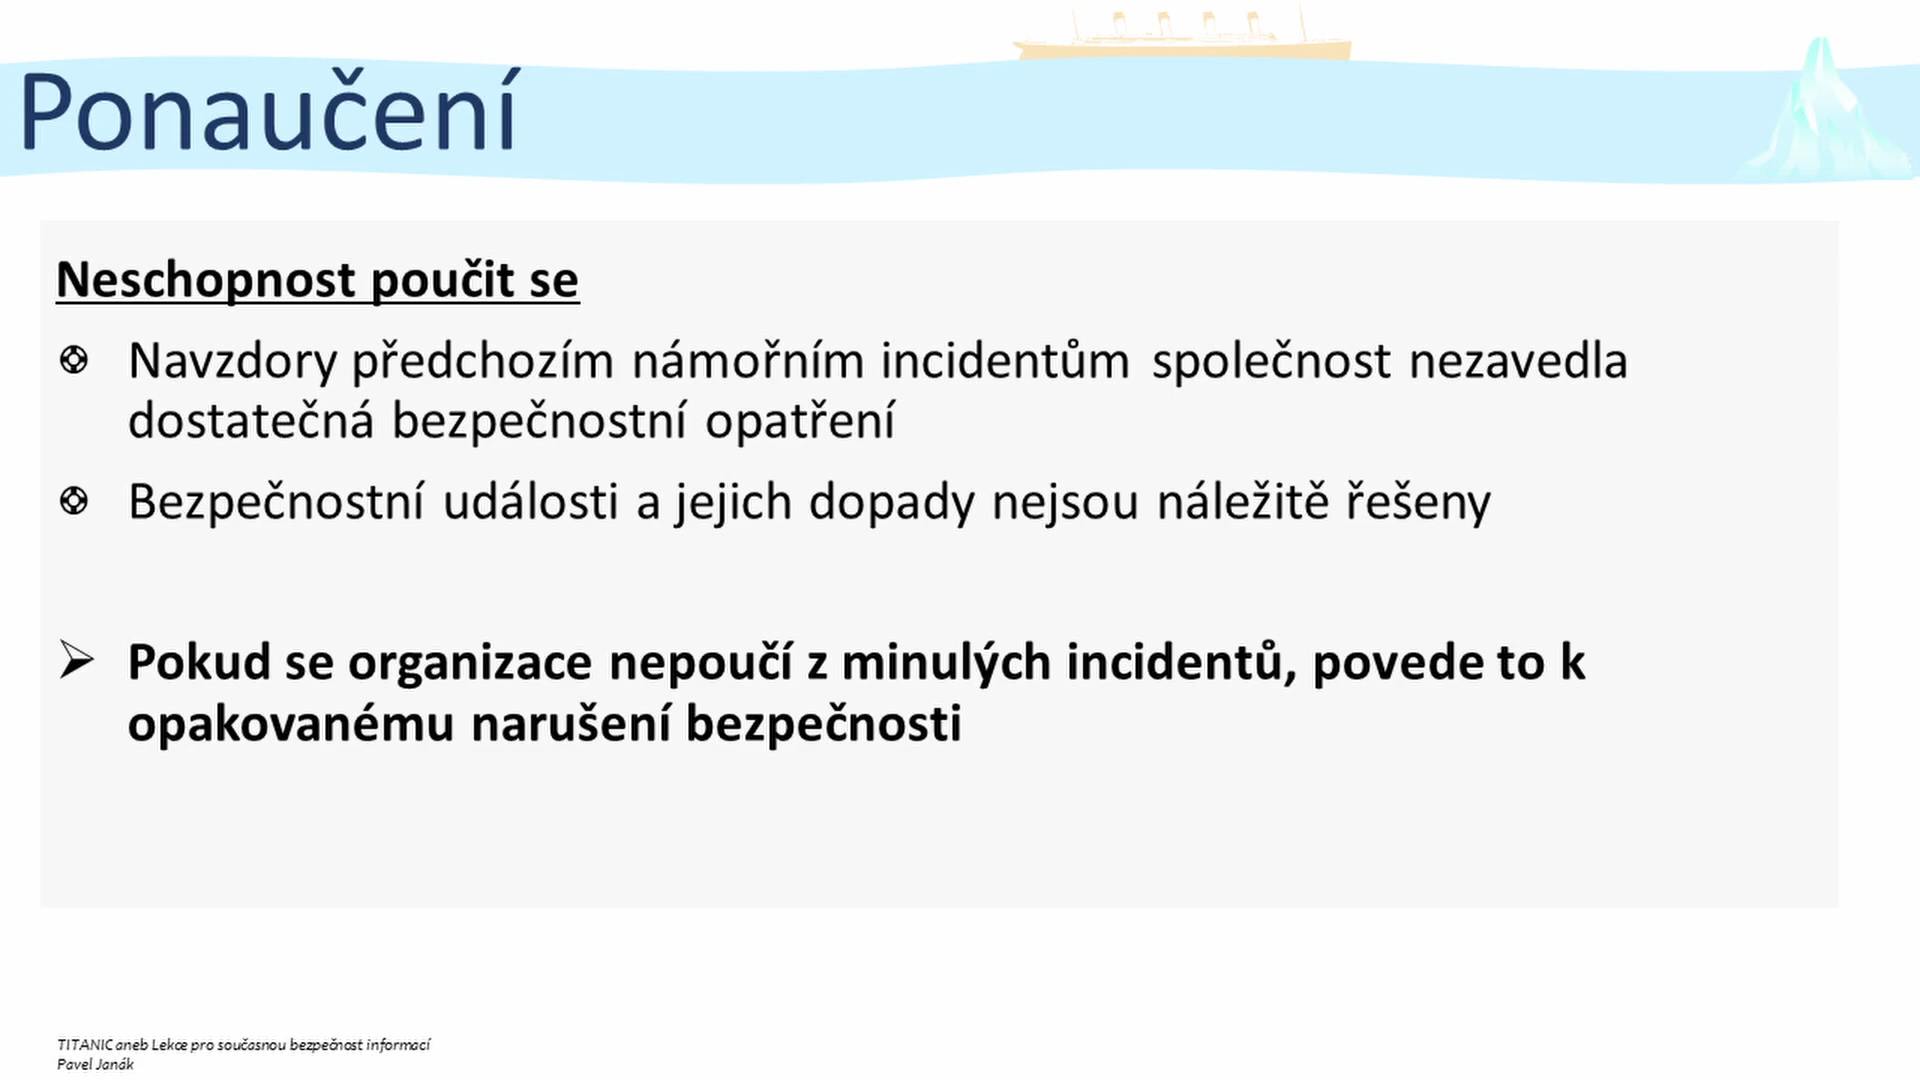 Ponaučení
Neschopnost poučit se
Navzdory předchozím námořním incidentům společnost nezavedla
dostatečná bezpečnostní opatření
Bezpečnostní události a jejich dopady nejsou náležitě řešeny
Pokud se organizace nepoučí z minulých incidentů, povede to k
opakovanému narušení bezpečnosti
TITANIC aneb Lekce pro současnou bezpečnost informací
Pavel Janák